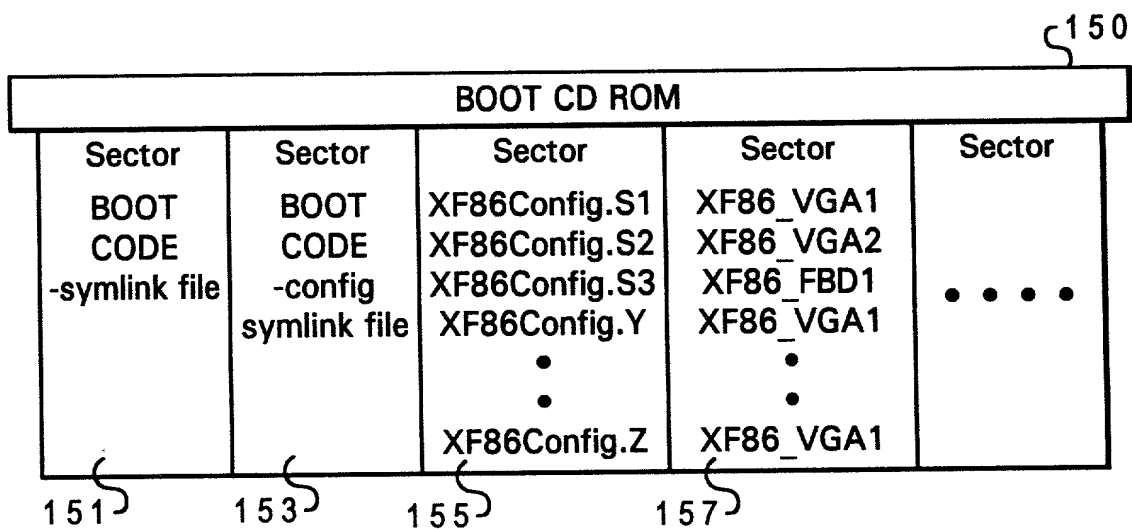 150
BOOT CD ROM
Sector
BOOT
CODE
-symlink file
Sector
BOOT
CODE
-config
symlink file
Sector
XF86Config.S1
XF86Config.S2
XF86Config.S3
XF86Config.Y
XF86Config.Z
Sector
XF86_VGA1
XF86_VGA2
XF86_FBD1
XF86_VGA1
XF86_VGA1
Sector
151
153
155
157